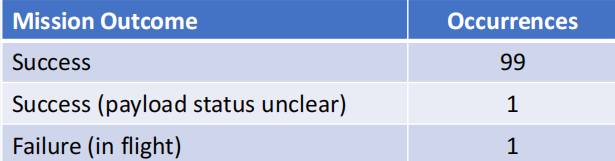 Mission Outcome Occurrences
Success 99
Success (payload status unclear) 1
Failure (in flight) 1